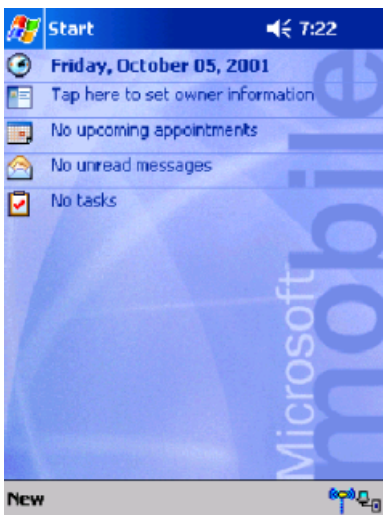 Start 7:22
Friday, October 05, 2001
Tap here to set owner information
No upcoming appointments
No unread messages
No tasks
Microsoft
mobile
New